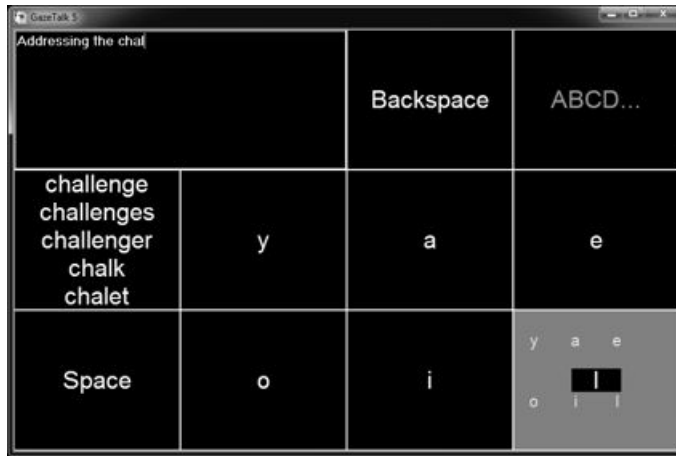 GazeTalk 5
Addressing the chal
Backspace
ABCD...
challenge
challenges
challenger
chalk
chalet
y
a
e
Space
o
i
y a e
l
o i l